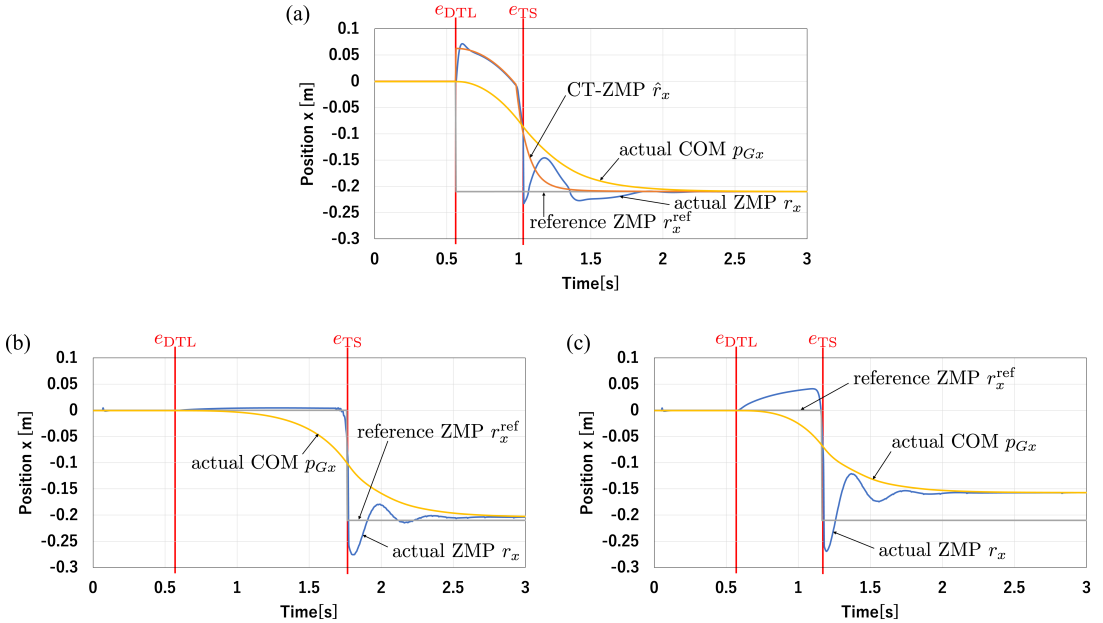 (a)
e_DTL e_TS
0.1
0.05
0
-0.05
-0.1
-0.15
-0.2
-0.25
-0.3
Position x [m]
CT-ZMP r̂_x
actual COM p_Gx
actual ZMP r_x
reference ZMP r_x^ref
0 0.5 1 1.5 2 2.5 3
Time[s]
(b)
e_DTL e_TS
0.1
0.05
0
-0.05
-0.1
-0.15
-0.2
-0.25
-0.3
Position x [m]
reference ZMP r_x^ref
actual COM p_Gx
actual ZMP r_x
0 0.5 1 1.5 2 2.5 3
Time[s]
(c)
e_DTL e_TS
0.1
0.05
0
-0.05
-0.1
-0.15
-0.2
-0.25
-0.3
Position x [m]
reference ZMP r_x^ref
actual COM p_Gx
actual ZMP r_x
0 0.5 1 1.5 2 2.5 3
Time[s]